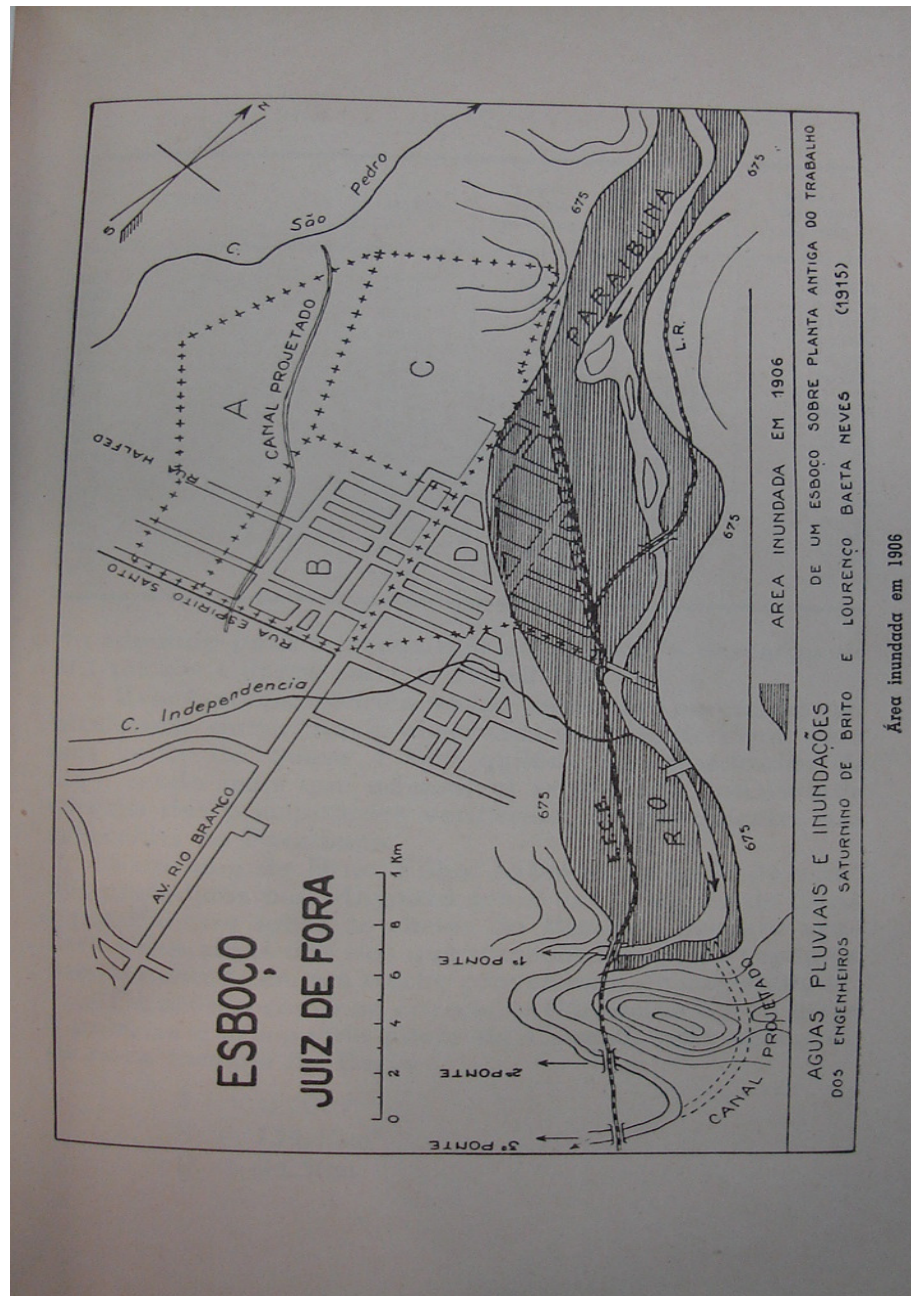 S
N
C. São Pedro
A
CANAL PROJETADO
C
RUA HALFED
RUA ESPIRITO SANTO
B
D
C. Independencia
AV. RIO BRANCO
675
PARAIBUNA
675
L.R.
675
675
E.F.C.B.
RIO
675
ESBOÇO
JUIZ DE FORA
0 2 4 6 8 1 Km
1ª PONTE
2ª PONTE
3ª PONTE
CANAL PROJETADO
AREA INUNDADA EM 1906
AGUAS PLUVIAIS E INUNDAÇÕES DE UM ESBOÇO SOBRE PLANTA ANTIGA DO TRABALHO
DOS ENGENHEIROS SATURNINO DE BRITO E LOURENÇO BAETA NEVES (1915)
Área inundada em 1906